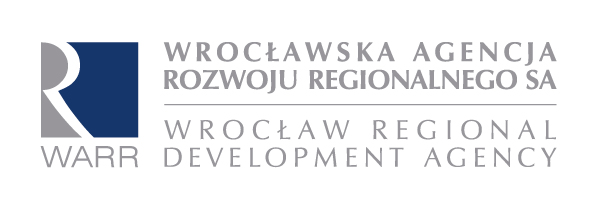 WROCŁAWSKA AGENCJA
ROZWOJU REGIONALNEGO SA
WROCŁAW REGIONAL
DEVELOPMENT AGENCY
R
WARR